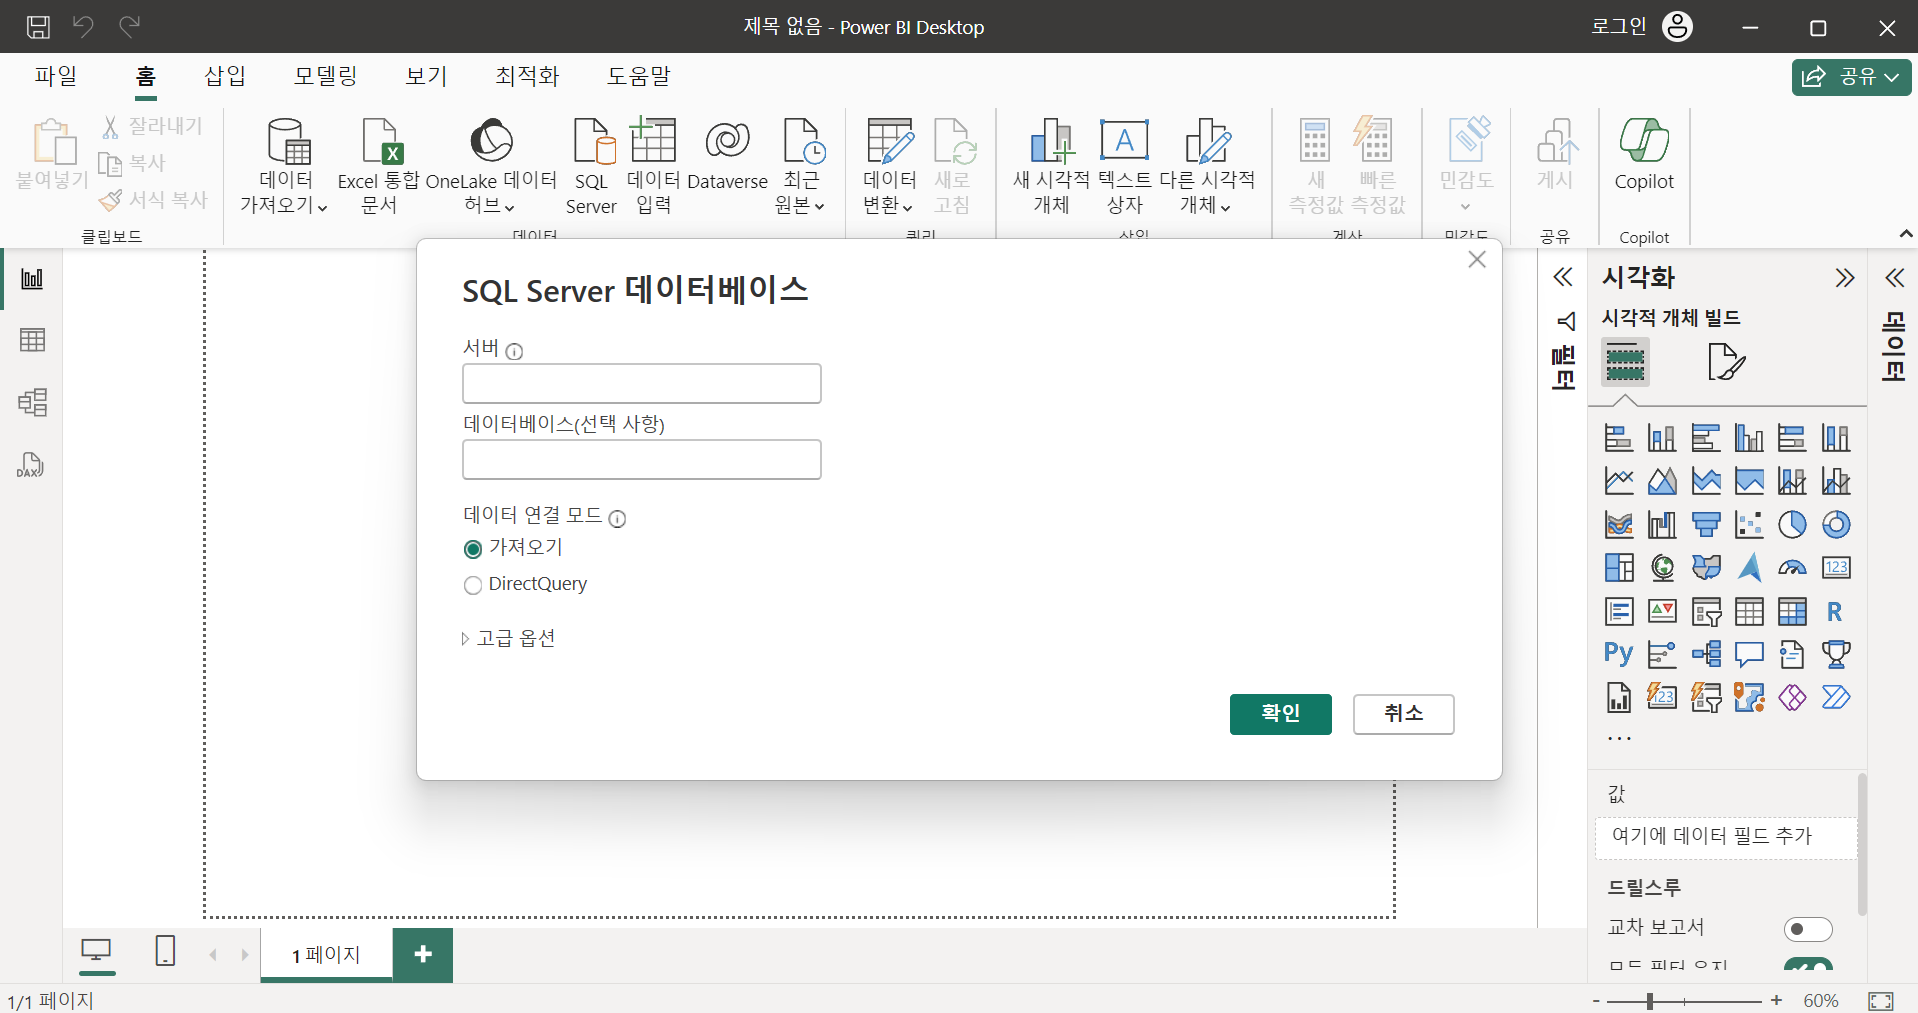 제목 없음 - Power BI Desktop
로그인
파일
홈
삽입
모델링
보기
최적화
도움말
공유
붙여넣기
잘라내기
복사
서식 복사
클립보드
데이터
가져오기
Excel 통합
문서
OneLake 데이터
허브
SQL
Server
데이터
입력
Dataverse
최근
원본
데이터
데이터
변환
새로
고침
쿼리
새 시각적
개체
텍스트
상자
다른 시각적
개체
삽입
새
측정값
빠른
측정값
계산
민감도
민감도
게시
공유
Copilot
Copilot
SQL Server 데이터베이스
서버
데이터베이스(선택 사항)
데이터 연결 모드
가져오기
DirectQuery
고급 옵션
확인
취소
필터
시각화
시각적 개체 빌드
데이터
DAX
123
R
Py
123
값
여기에 데이터 필드 추가
드릴스루
교차 보고서
모든 필터 유지
1 페이지
1/1 페이지
60%